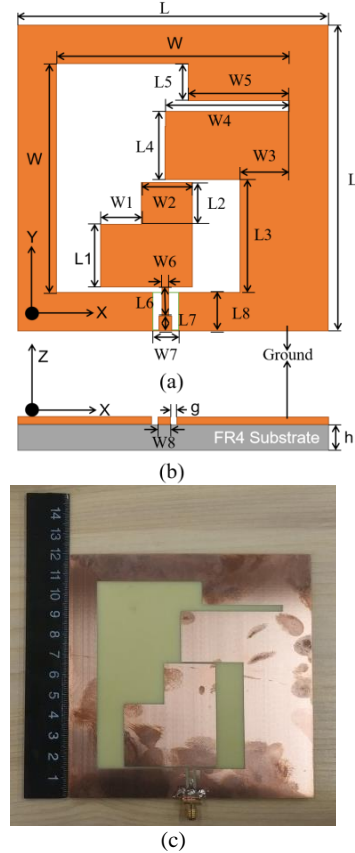 L
W
L5
W5
W4
L4
W
L
W3
W1
W2
L2
L3
L1
W6
Y
L6
L8
L7
X
W7
Z
Ground
(a)
X
g
FR4 Substrate
h
W8
(b)
14
13
12
11
10
9
8
7
6
5
4
3
2
1
(c)